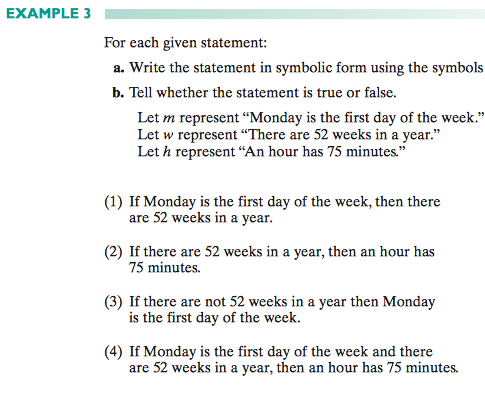 EXAMPLE 3
For each given statement:
a. Write the statement in symbolic form using the symbols
b. Tell whether the statement is true or false.
Let m represent “Monday is the first day of the week.”
Let w represent “There are 52 weeks in a year.”
Let h represent “An hour has 75 minutes.”
(1) If Monday is the first day of the week, then there
are 52 weeks in a year.
(2) If there are 52 weeks in a year, then an hour has
75 minutes.
(3) If there are not 52 weeks in a year then Monday
is the first day of the week.
(4) If Monday is the first day of the week and there
are 52 weeks in a year, then an hour has 75 minutes.